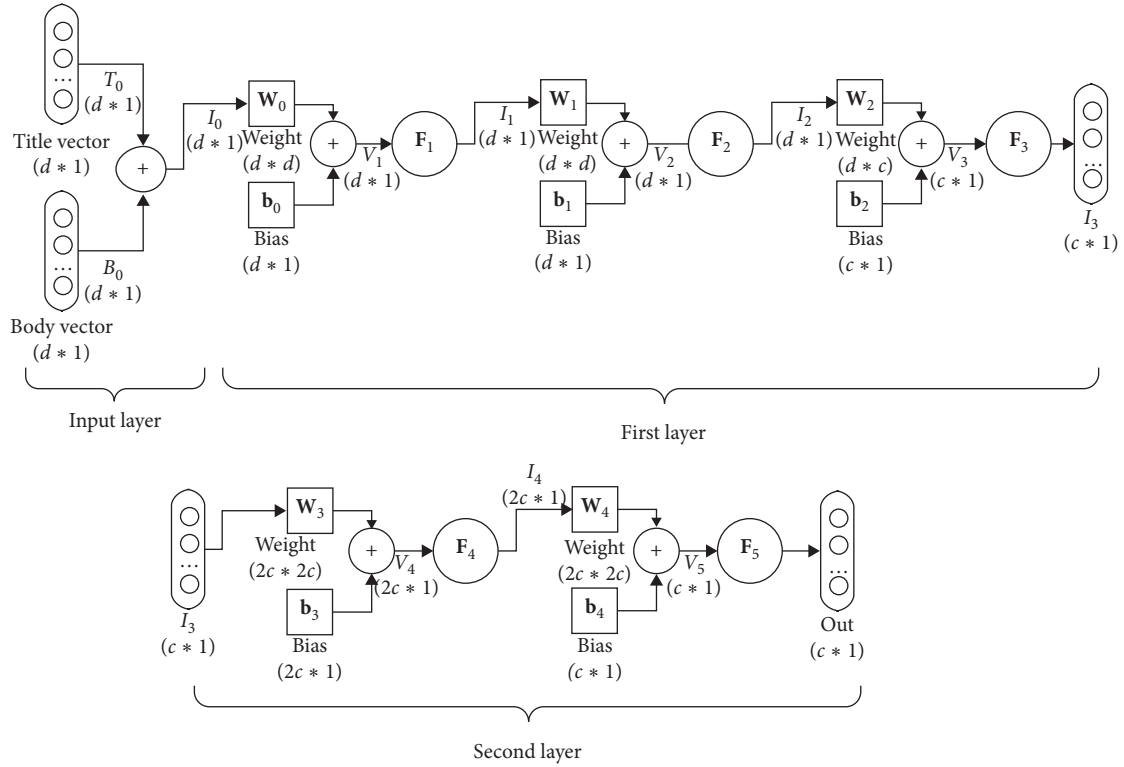 T0
(d * 1)
...
Title vector
(d * 1)
+
...
B0
(d * 1)
Body vector
(d * 1)
Input layer
I0
(d * 1)
W0
Weight
(d * d)
b0
Bias
(d * 1)
+
V1
(d * 1)
F1
I1
(d * 1)
W1
Weight
(d * d)
b1
Bias
(d * 1)
+
V2
(d * 1)
F2
I2
(d * 1)
W2
Weight
(d * c)
b2
Bias
(c * 1)
+
V3
(c * 1)
F3
...
I3
(c * 1)
First layer
...
I3
(c * 1)
W3
Weight
(2c * 2c)
b3
Bias
(2c * 1)
+
V4
(2c * 1)
F4
I4
(2c * 1)
W4
Weight
(2c * 2c)
b4
Bias
(c * 1)
+
V5
(c * 1)
F5
...
Out
(c * 1)
Second layer